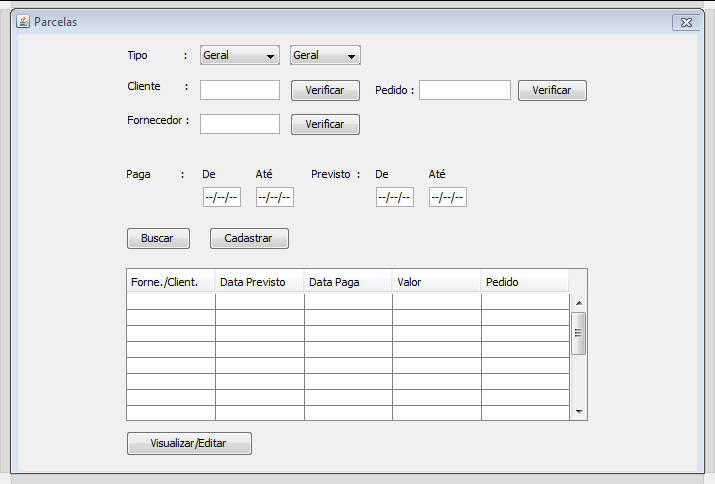 Parcelas
Tipo : Geral Geral
Cliente : Verificar Pedido : Verificar
Fornecedor : Verificar
Paga : De Até Previsto : De Até
--/--/-- --/--/-- --/--/-- --/--/--
Buscar Cadastrar
Forne./Client. Data Previsto Data Paga Valor Pedido
Visualizar/Editar